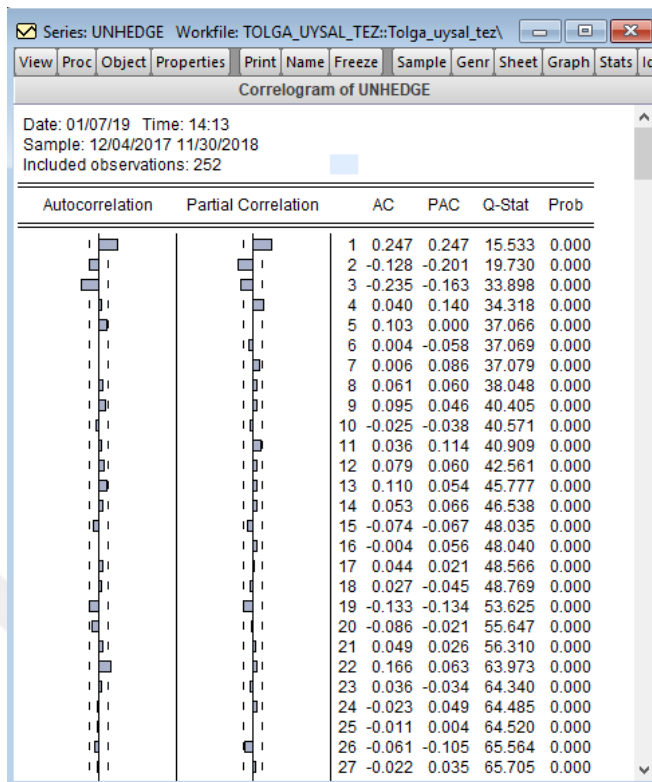 Series: UNHEDGE Workfile: TOLGA_UYSAL_TEZ::Tolga_uysal_tez\
View Proc Object Properties Print Name Freeze Sample Genr Sheet Graph Stats
Correlogram of UNHEDGE
Date: 01/07/19 Time: 14:13
Sample: 12/04/2017 11/30/2018
Included observations: 252
Autocorrelation Partial Correlation AC PAC Q-Stat Prob
1 0.247 0.247 15.533 0.000
2 -0.128 -0.201 19.730 0.000
3 -0.235 -0.163 33.898 0.000
4 0.040 0.140 34.318 0.000
5 0.103 0.000 37.066 0.000
6 0.004 -0.058 37.069 0.000
7 0.006 0.086 37.079 0.000
8 0.061 0.060 38.048 0.000
9 0.095 0.046 40.405 0.000
10 -0.025 -0.038 40.571 0.000
11 0.036 0.114 40.909 0.000
12 0.079 0.060 42.561 0.000
13 0.110 0.054 45.777 0.000
14 0.053 0.066 46.538 0.000
15 -0.074 -0.067 48.035 0.000
16 -0.004 0.056 48.040 0.000
17 0.044 0.021 48.566 0.000
18 0.027 -0.045 48.769 0.000
19 -0.133 -0.134 53.625 0.000
20 -0.086 -0.021 55.647 0.000
21 0.049 0.026 56.310 0.000
22 0.166 0.063 63.973 0.000
23 0.036 -0.034 64.340 0.000
24 -0.023 0.049 64.485 0.000
25 -0.011 0.004 64.520 0.000
26 -0.061 -0.105 65.564 0.000
27 -0.022 0.035 65.705 0.000